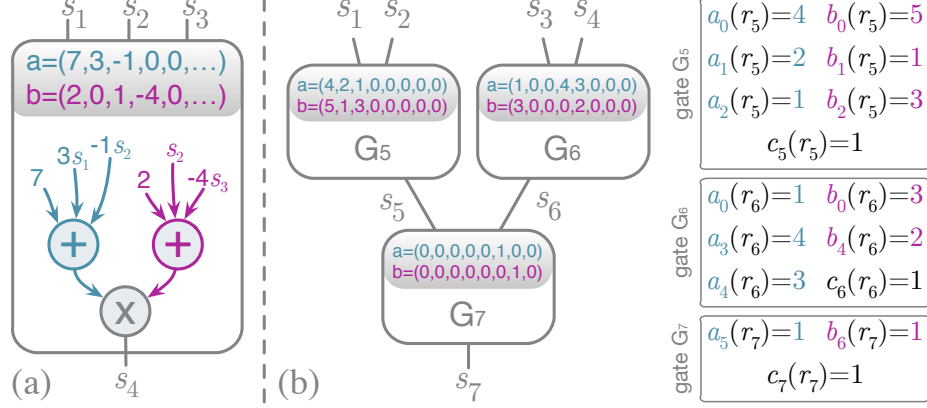 s₁ s₂ s₃
a=(7,3,-1,0,0,...)
b=(2,0,1,-4,0,...)
7 3s₁ -1s₂
2 s₂ -4s₃
+ +
x
s₄
(a)
s₁ s₂ s₃ s₄
a=(4,2,1,0,0,0,0,0)
b=(5,1,3,0,0,0,0,0)
G₅
a=(1,0,0,4,3,0,0,0)
b=(3,0,0,0,2,0,0,0)
G₆
s₅ s₆
a=(0,0,0,0,0,1,0,0)
b=(0,0,0,0,0,0,1,0)
G₇
s₇
(b)
gate G₅
a₀(r₅)=4 b₀(r₅)=5
a₁(r₅)=2 b₁(r₅)=1
a₂(r₅)=1 b₂(r₅)=3
c₅(r₅)=1
gate G₆
a₀(r₆)=1 b₀(r₆)=3
a₃(r₆)=4 b₄(r₆)=2
a₄(r₆)=3 c₆(r₆)=1
gate G₇
a₅(r₇)=1 b₆(r₇)=1
c₇(r₇)=1